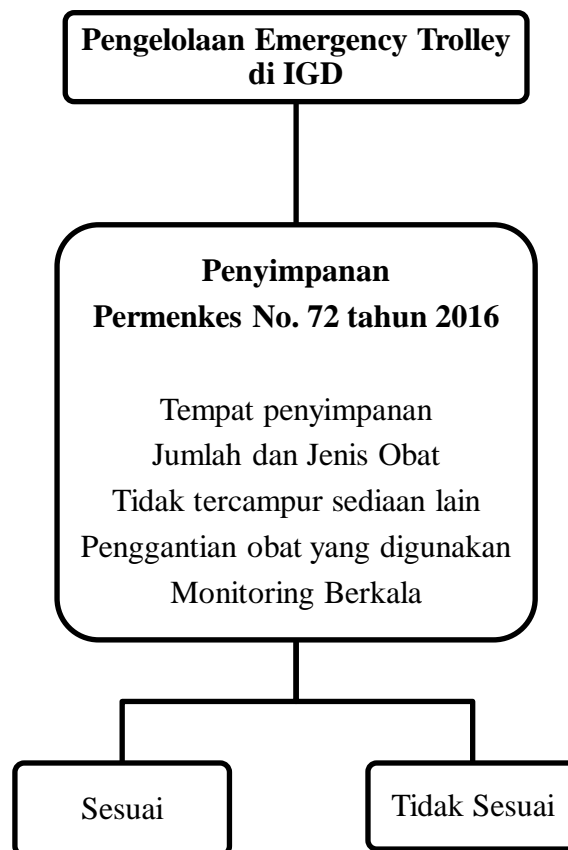 Pengelolaan Emergency Trolley
di IGD
Penyimpanan
Permenkes No. 72 tahun 2016
Tempat penyimpanan
Jumlah dan Jenis Obat
Tidak tercampur sediaan lain
Penggantian obat yang digunakan
Monitoring Berkala
Sesuai
Tidak Sesuai